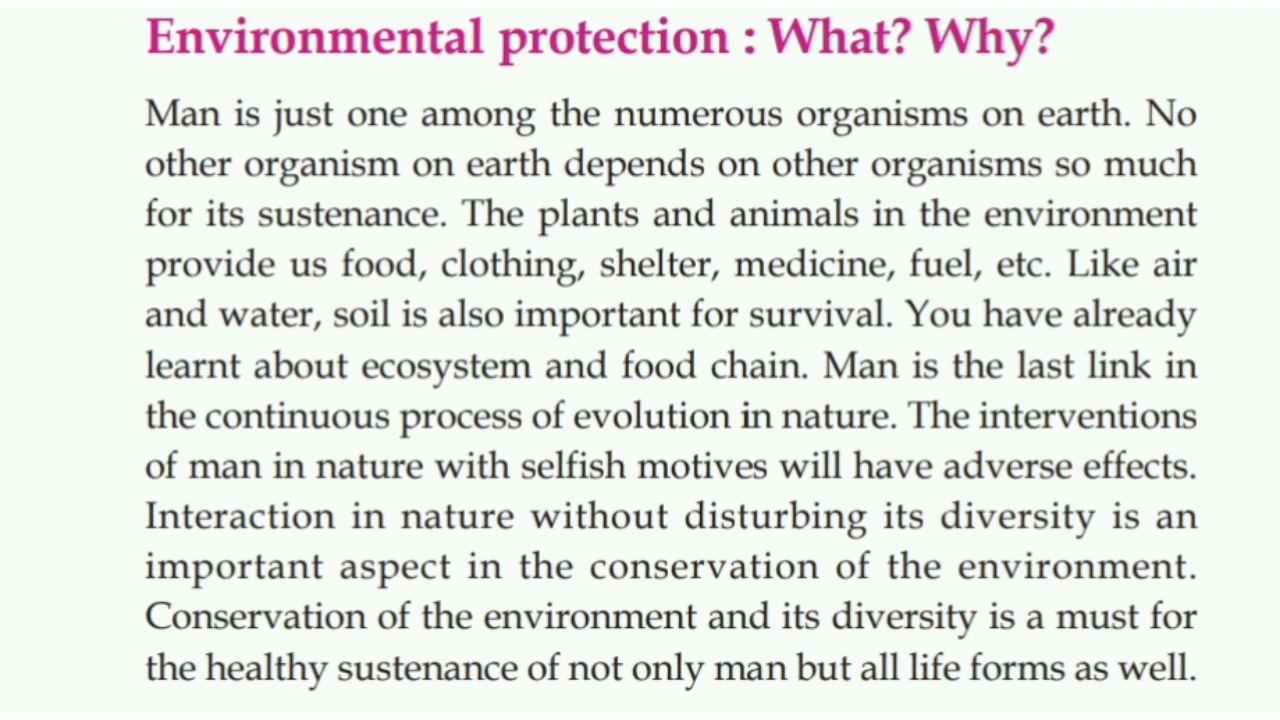 Environmental protection : What? Why?
Man is just one among the numerous organisms on earth. No
other organism on earth depends on other organisms so much
for its sustenance. The plants and animals in the environment
provide us food, clothing, shelter, medicine, fuel, etc. Like air
and water, soil is also important for survival. You have already
learnt about ecosystem and food chain. Man is the last link in
the continuous process of evolution in nature. The interventions
of man in nature with selfish motives will have adverse effects.
Interaction in nature without disturbing its diversity is an
important aspect in the conservation of the environment.
Conservation of the environment and its diversity is a must for
the healthy sustenance of not only man but all life forms as well.